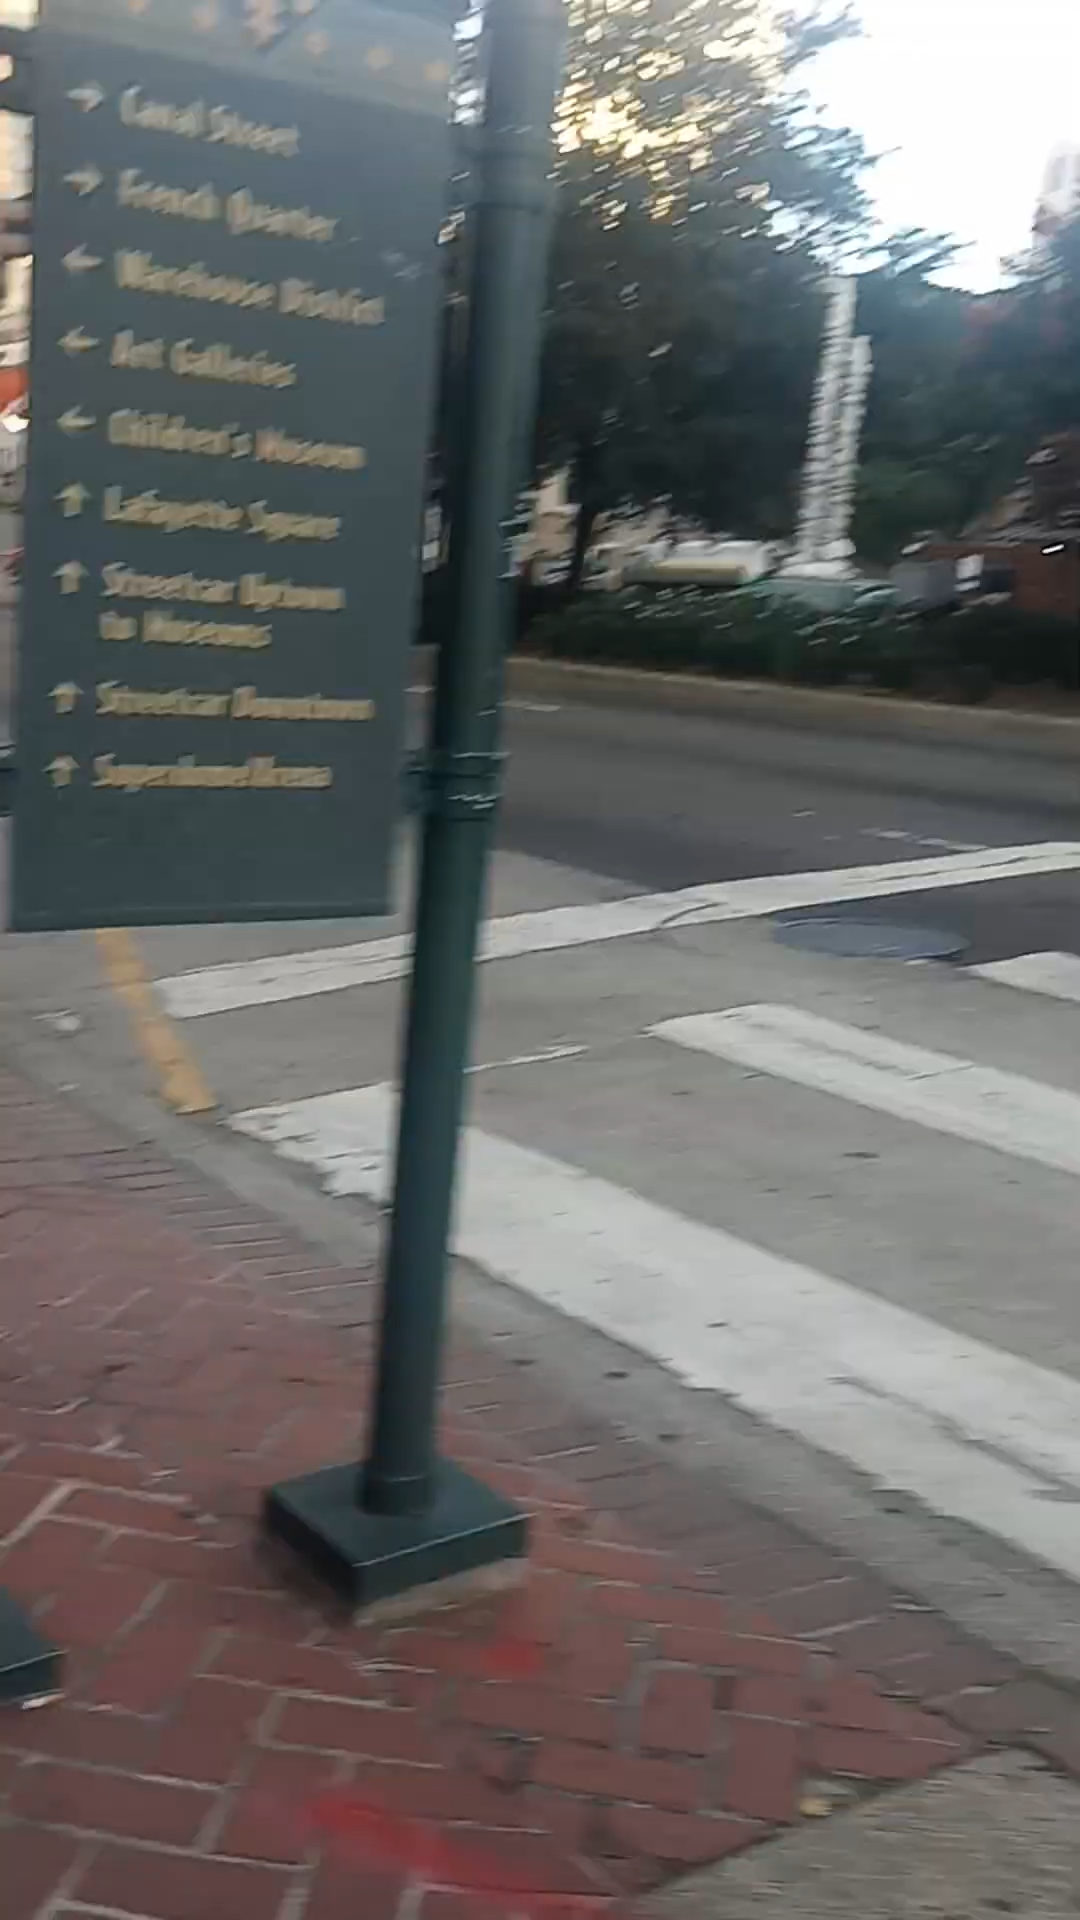 → Canal Street
→ French Quarter
← Warehouse District
← Art Galleries
← Children's Museum
↑ Lafayette Square
↑ Streetcar Uptown
to Museums
↑ Streetcar Downtown
↑ Superdome/Arena